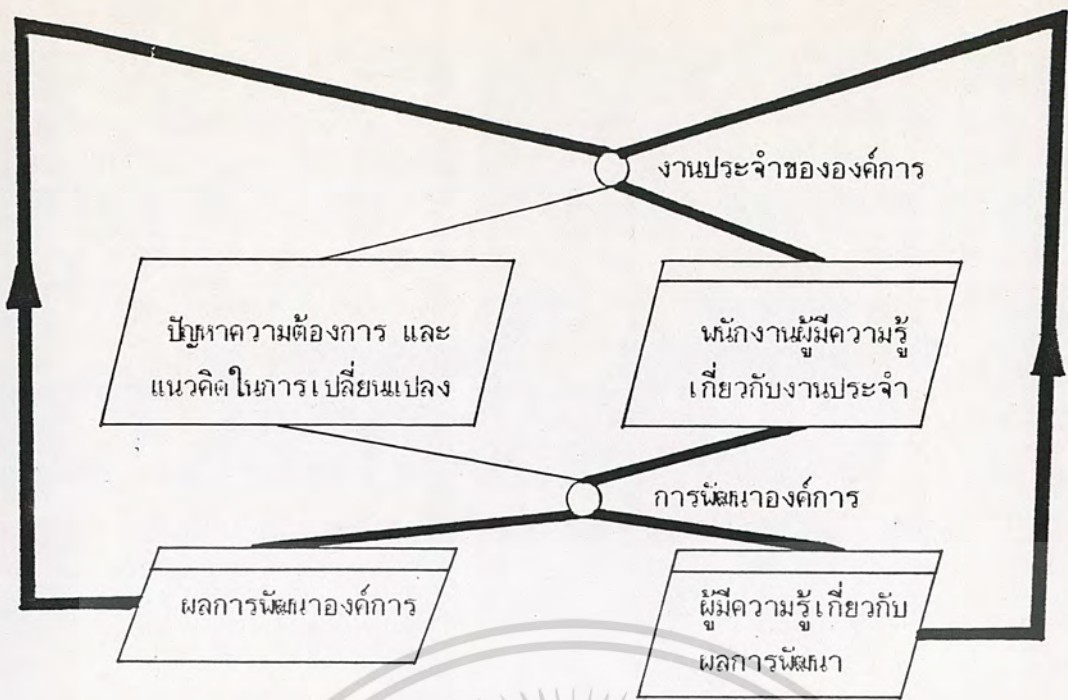 งานประจำขององค์การ
ปัญหาความต้องการ และ
แนวคิดในการเปลี่ยนแปลง
พนักงานผู้มีความรู้
เกี่ยวกับงานประจำ
การพัฒนาองค์การ
ผลการพัฒนาองค์การ
ผู้มีความรู้เกี่ยวกับ
ผลการพัฒนา